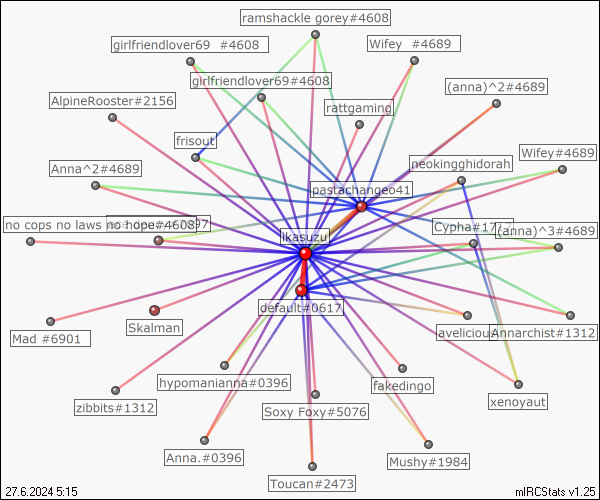 ramshackle gorey#4608
girlfriendlover69 #4608
Wifey #4689
girlfriendlover69#4608
(anna)^2#4689
AlpineRooster#2156
rattgaming
frisout
Wifey#4689
Anna^2#4689
neokingghidorah
pastachangeo41
no cops no laws no hope#4608
Cypha#17
(anna)^3#4689
ikasuzu
default#0617
Mad #6901
Skalman
avelicious
Annarchist#1312
hypomanianna#0396
fakedingo
zibbits#1312
Soxy Foxy#5076
xenoyaut
Anna.#0396
Mushy#1984
Toucan#2473
27.6.2024 5:15
mIRCStats v1.25